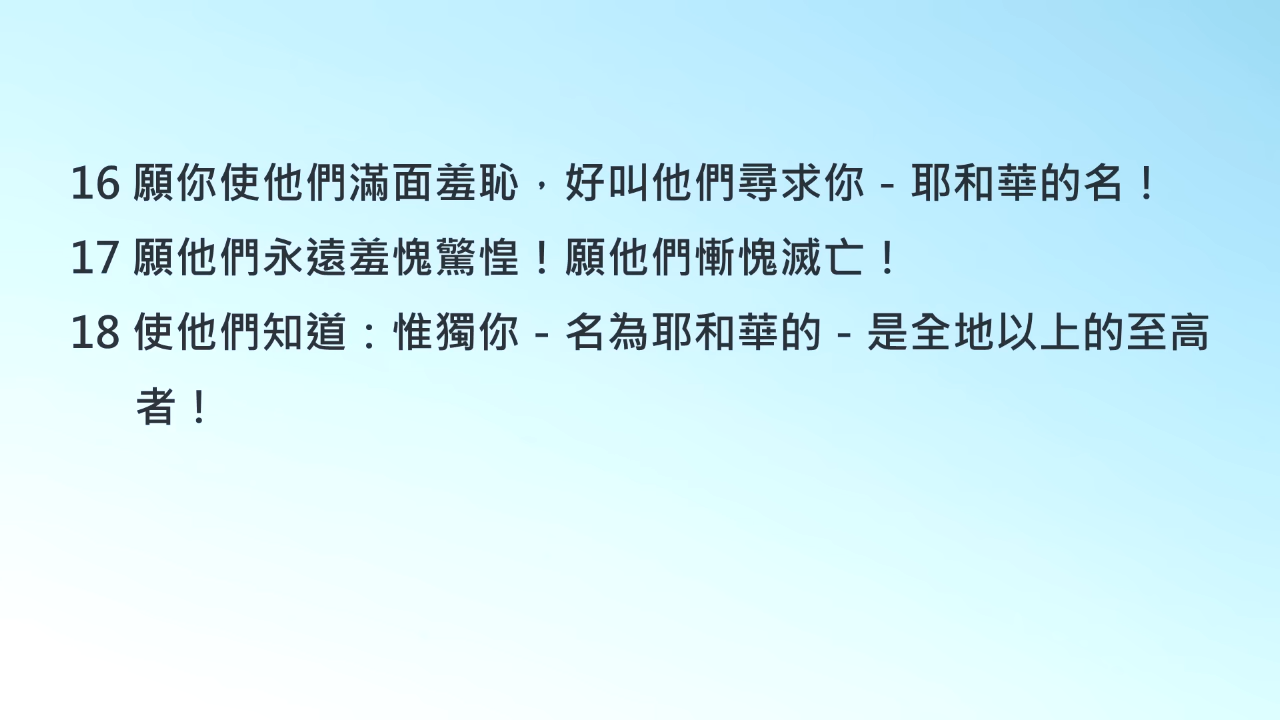 16 願你使他們滿面羞恥，好叫他們尋求你－耶和華的名！
17 願他們永遠羞愧驚惶！願他們慚愧滅亡！
18 使他們知道：惟獨你－名為耶和華的－是全地以上的至高
者！